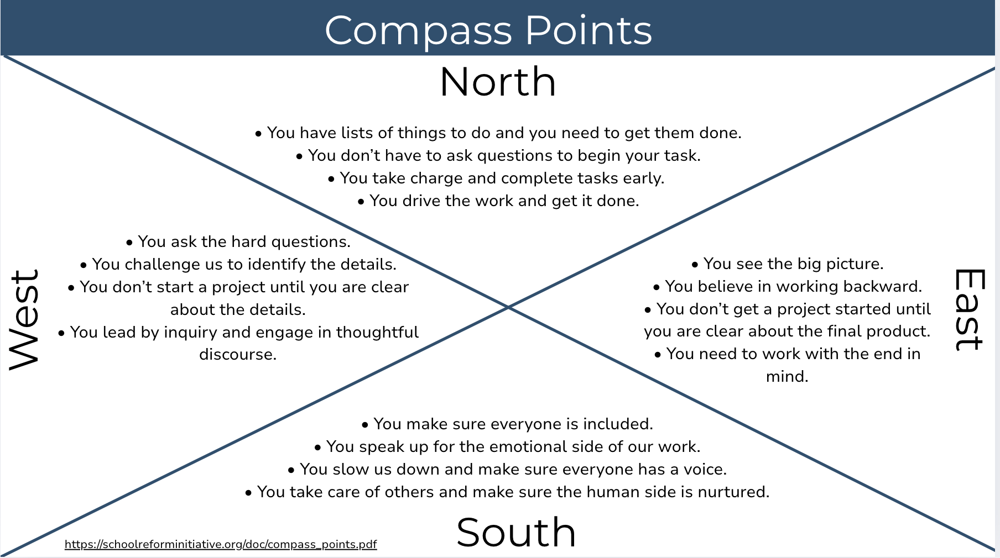 Compass Points
North
• You have lists of things to do and you need to get them done.
• You don’t have to ask questions to begin your task.
• You take charge and complete tasks early.
• You drive the work and get it done.
West
• You ask the hard questions.
• You challenge us to identify the details.
• You don’t start a project until you are clear
about the details.
• You lead by inquiry and engage in thoughtful
discourse.
East
• You see the big picture.
• You believe in working backward.
• You don’t get a project started until
you are clear about the final product.
• You need to work with the end in
mind.
• You make sure everyone is included.
• You speak up for the emotional side of our work.
• You slow us down and make sure everyone has a voice.
• You take care of others and make sure the human side is nurtured.
South
https://schoolreforminitiative.org/doc/compass_points.pdf